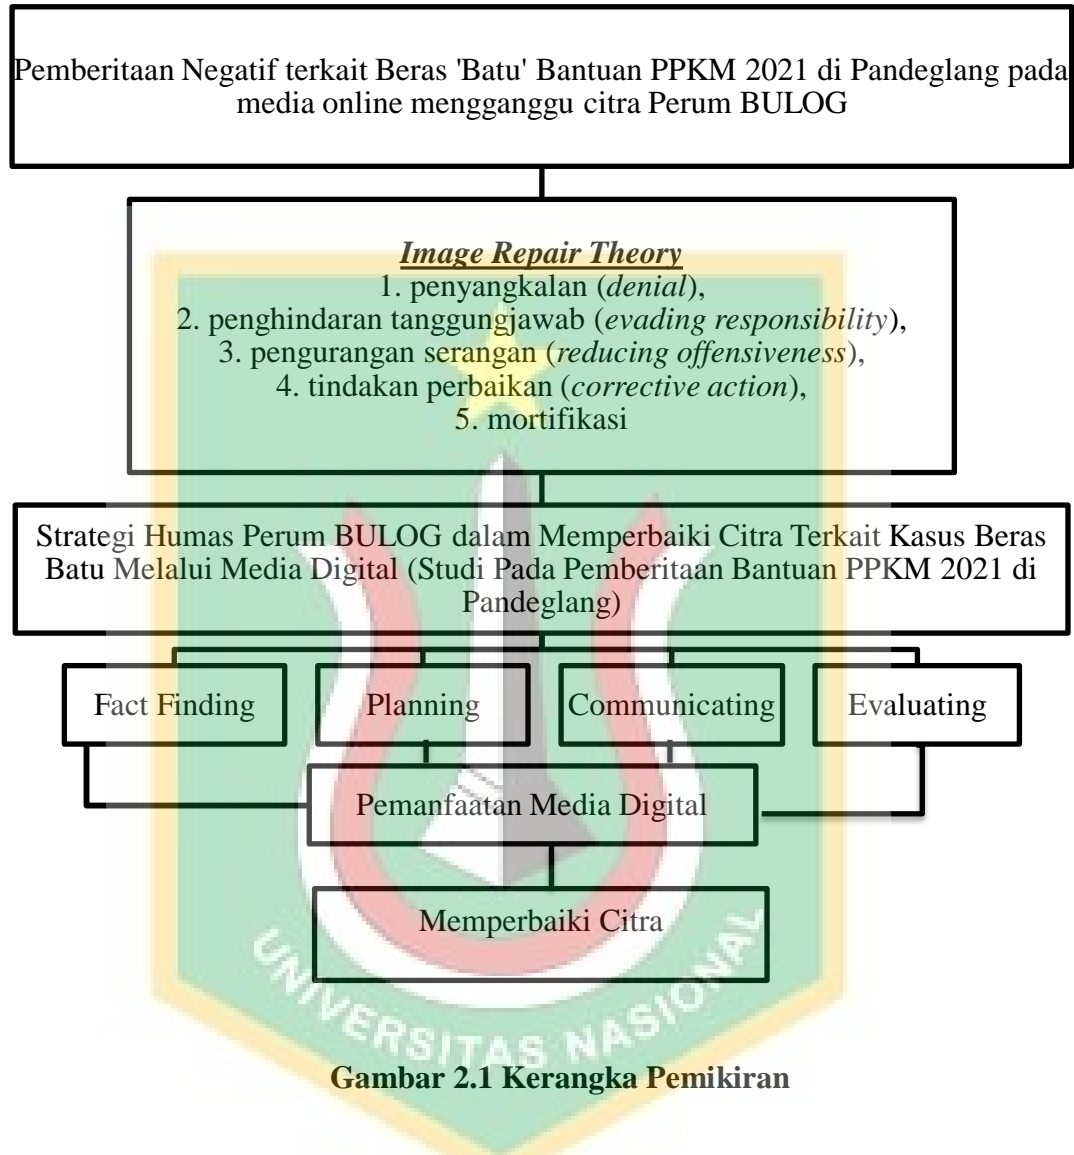 Pemberitaan Negatif terkait Beras 'Batu' Bantuan PPKM 2021 di Pandeglang pada
media online mengganggu citra Perum BULOG
Image Repair Theory
1. penyangkalan (denial),
2. penghindaran tanggungjawab (evading responsibility),
3. pengurangan serangan (reducing offensiveness),
4. tindakan perbaikan (corrective action),
5. mortifikasi
Strategi Humas Perum BULOG dalam Memperbaiki Citra Terkait Kasus Beras
Batu Melalui Media Digital (Studi Pada Pemberitaan Bantuan PPKM 2021 di
Pandeglang)
Fact Finding
Planning
Communicating
Evaluating
Pemanfaatan Media Digital
Memperbaiki Citra
UNIVERSITAS NASIONAL
Gambar 2.1 Kerangka Pemikiran